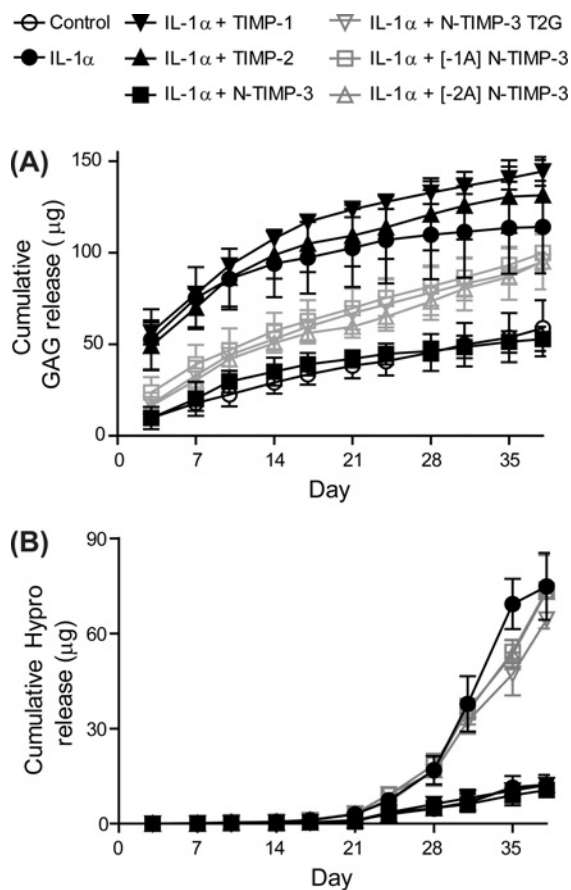 Control
IL-1α + TIMP-1
IL-1α + N-TIMP-3 T2G
IL-1α
IL-1α + TIMP-2
IL-1α + [-1A] N-TIMP-3
IL-1α + N-TIMP-3
IL-1α + [-2A] N-TIMP-3
(A)
150
100
50
0
Cumulative
GAG release (µg)
0 7 14 21 28 35
Day
(B)
90
60
30
0
Cumulative Hypro
release (µg)
0 7 14 21 28 35
Day